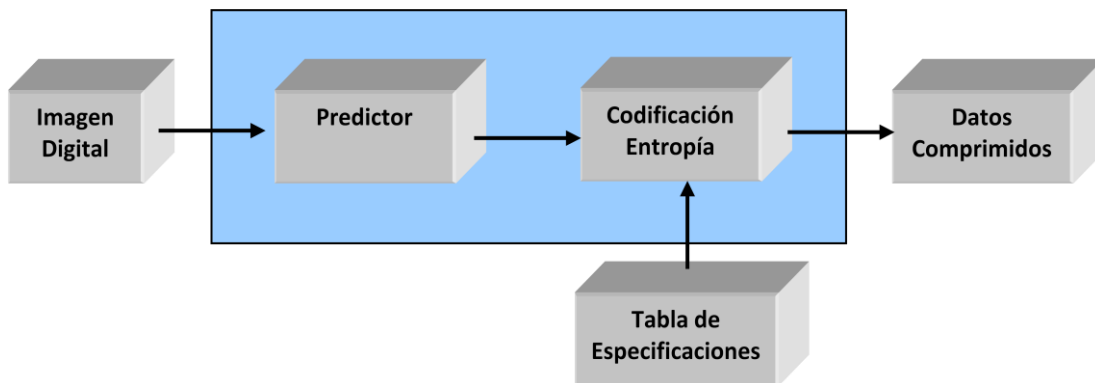 Imagen
Digital
Predictor
Codificación
Entropía
Datos
Comprimidos
Tabla de
Especificaciones